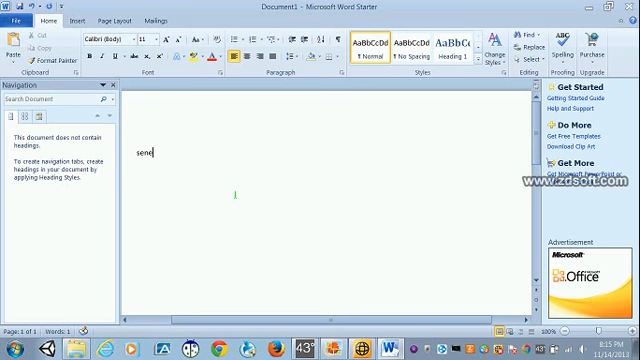 Document1 - Microsoft Word Starter
File Home Insert Page Layout Mailings
Paste
Cut
Copy
Format Painter
Clipboard
Calibri (Body) 11
Font
Paragraph
AaBbCcDd AaBbCcDd AaBbCc
¶ Normal ¶ No Spacing Heading 1
Change Styles
Styles
Find
Replace
Select
Editing
Spelling
Proofing
Purchase
Upgrade
Navigation
Search Document
This document does not contain
headings.
To create navigation tabs, create
headings in your document by
applying Heading Styles.
sene
Get Started
Getting Started Guide
Help and Support
Do More
Get Free Templates
Download Clip Art
Get More
Get Microsoft PowerPoint or
www.zdsoft.com
Advertisement
Microsoft
Office
Page: 1 of 1 Words: 1
100%
43°
8:15 PM
11/14/2013